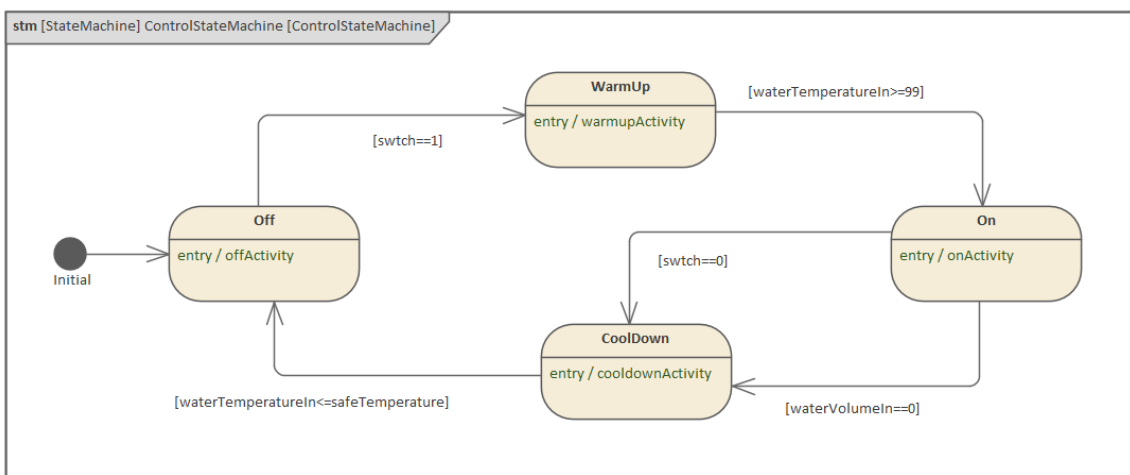 stm [StateMachine] ControlStateMachine [ControlStateMachine]
WarmUp
entry / warmupActivity
[waterTemperatureIn>=99]
[swtch==1]
Off
entry / offActivity
Initial
On
entry / onActivity
[swtch==0]
CoolDown
entry / cooldownActivity
[waterTemperatureIn<=safeTemperature]
[waterVolumeIn==0]